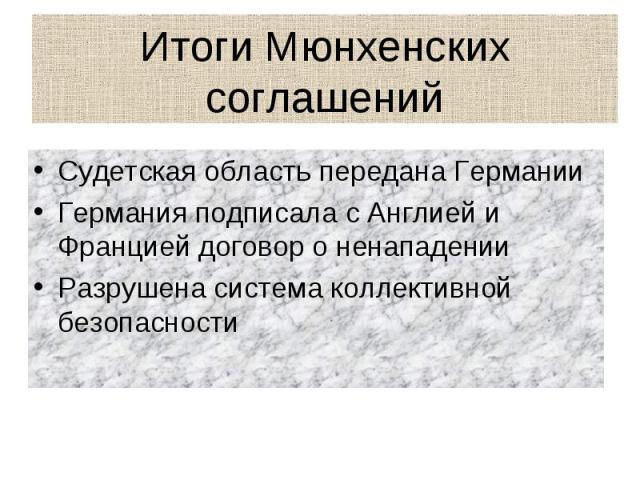 Итоги Мюнхенских
соглашений
• Судетская область передана Германии
• Германия подписала с Англией и
Францией договор о ненападении
• Разрушена система коллективной
безопасности